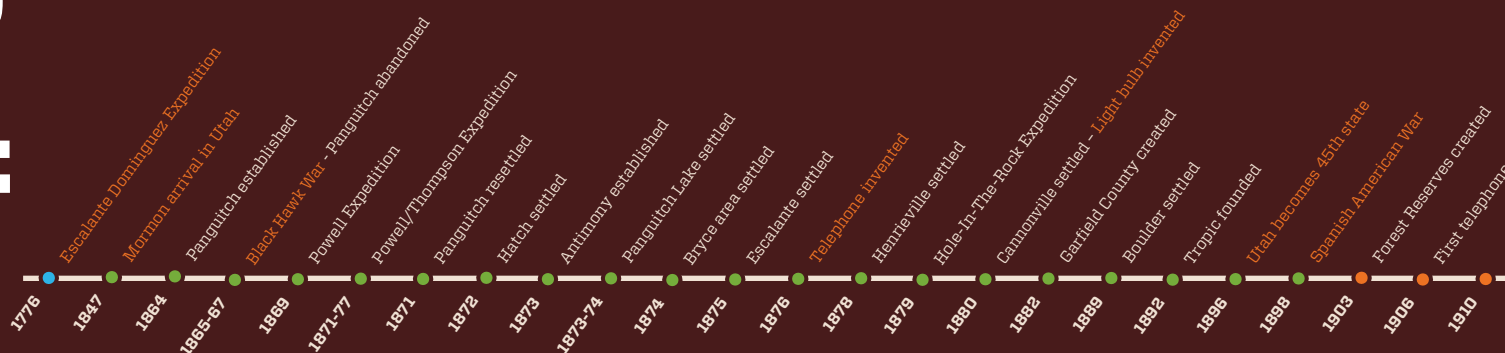 Escalante Dominguez Expedition
Mormon arrival in Utah
Panguitch established
Black Hawk War - Panguitch abandoned
Powell Expedition
Powell/Thompson Expedition
Panguitch resettled
Hatch settled
Antimony established
Panguitch Lake settled
Bryce area settled
Escalante settled
Telephone invented
Henrieville settled
Hole-In-The-Rock Expedition
Cannonville settled – Light bulb invented
Garfield County created
Boulder settled
Tropic founded
Utah becomes 45th state
Spanish American War
Forest Reserves created
First telephone
1776
1847
1864
1865-67
1869
1871-77
1971
1872
1873
1873-74
1874
1875
1876
1878
1879
1880
1882
1889
1892
1896
1898
1903
1906
1910